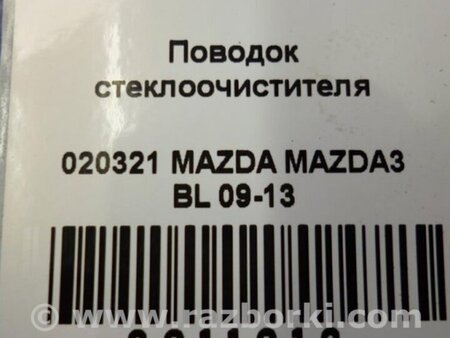 Поводок
стеклоочистителя
020321 MAZDA MAZDA3
BL 09-13
www.razborki.com